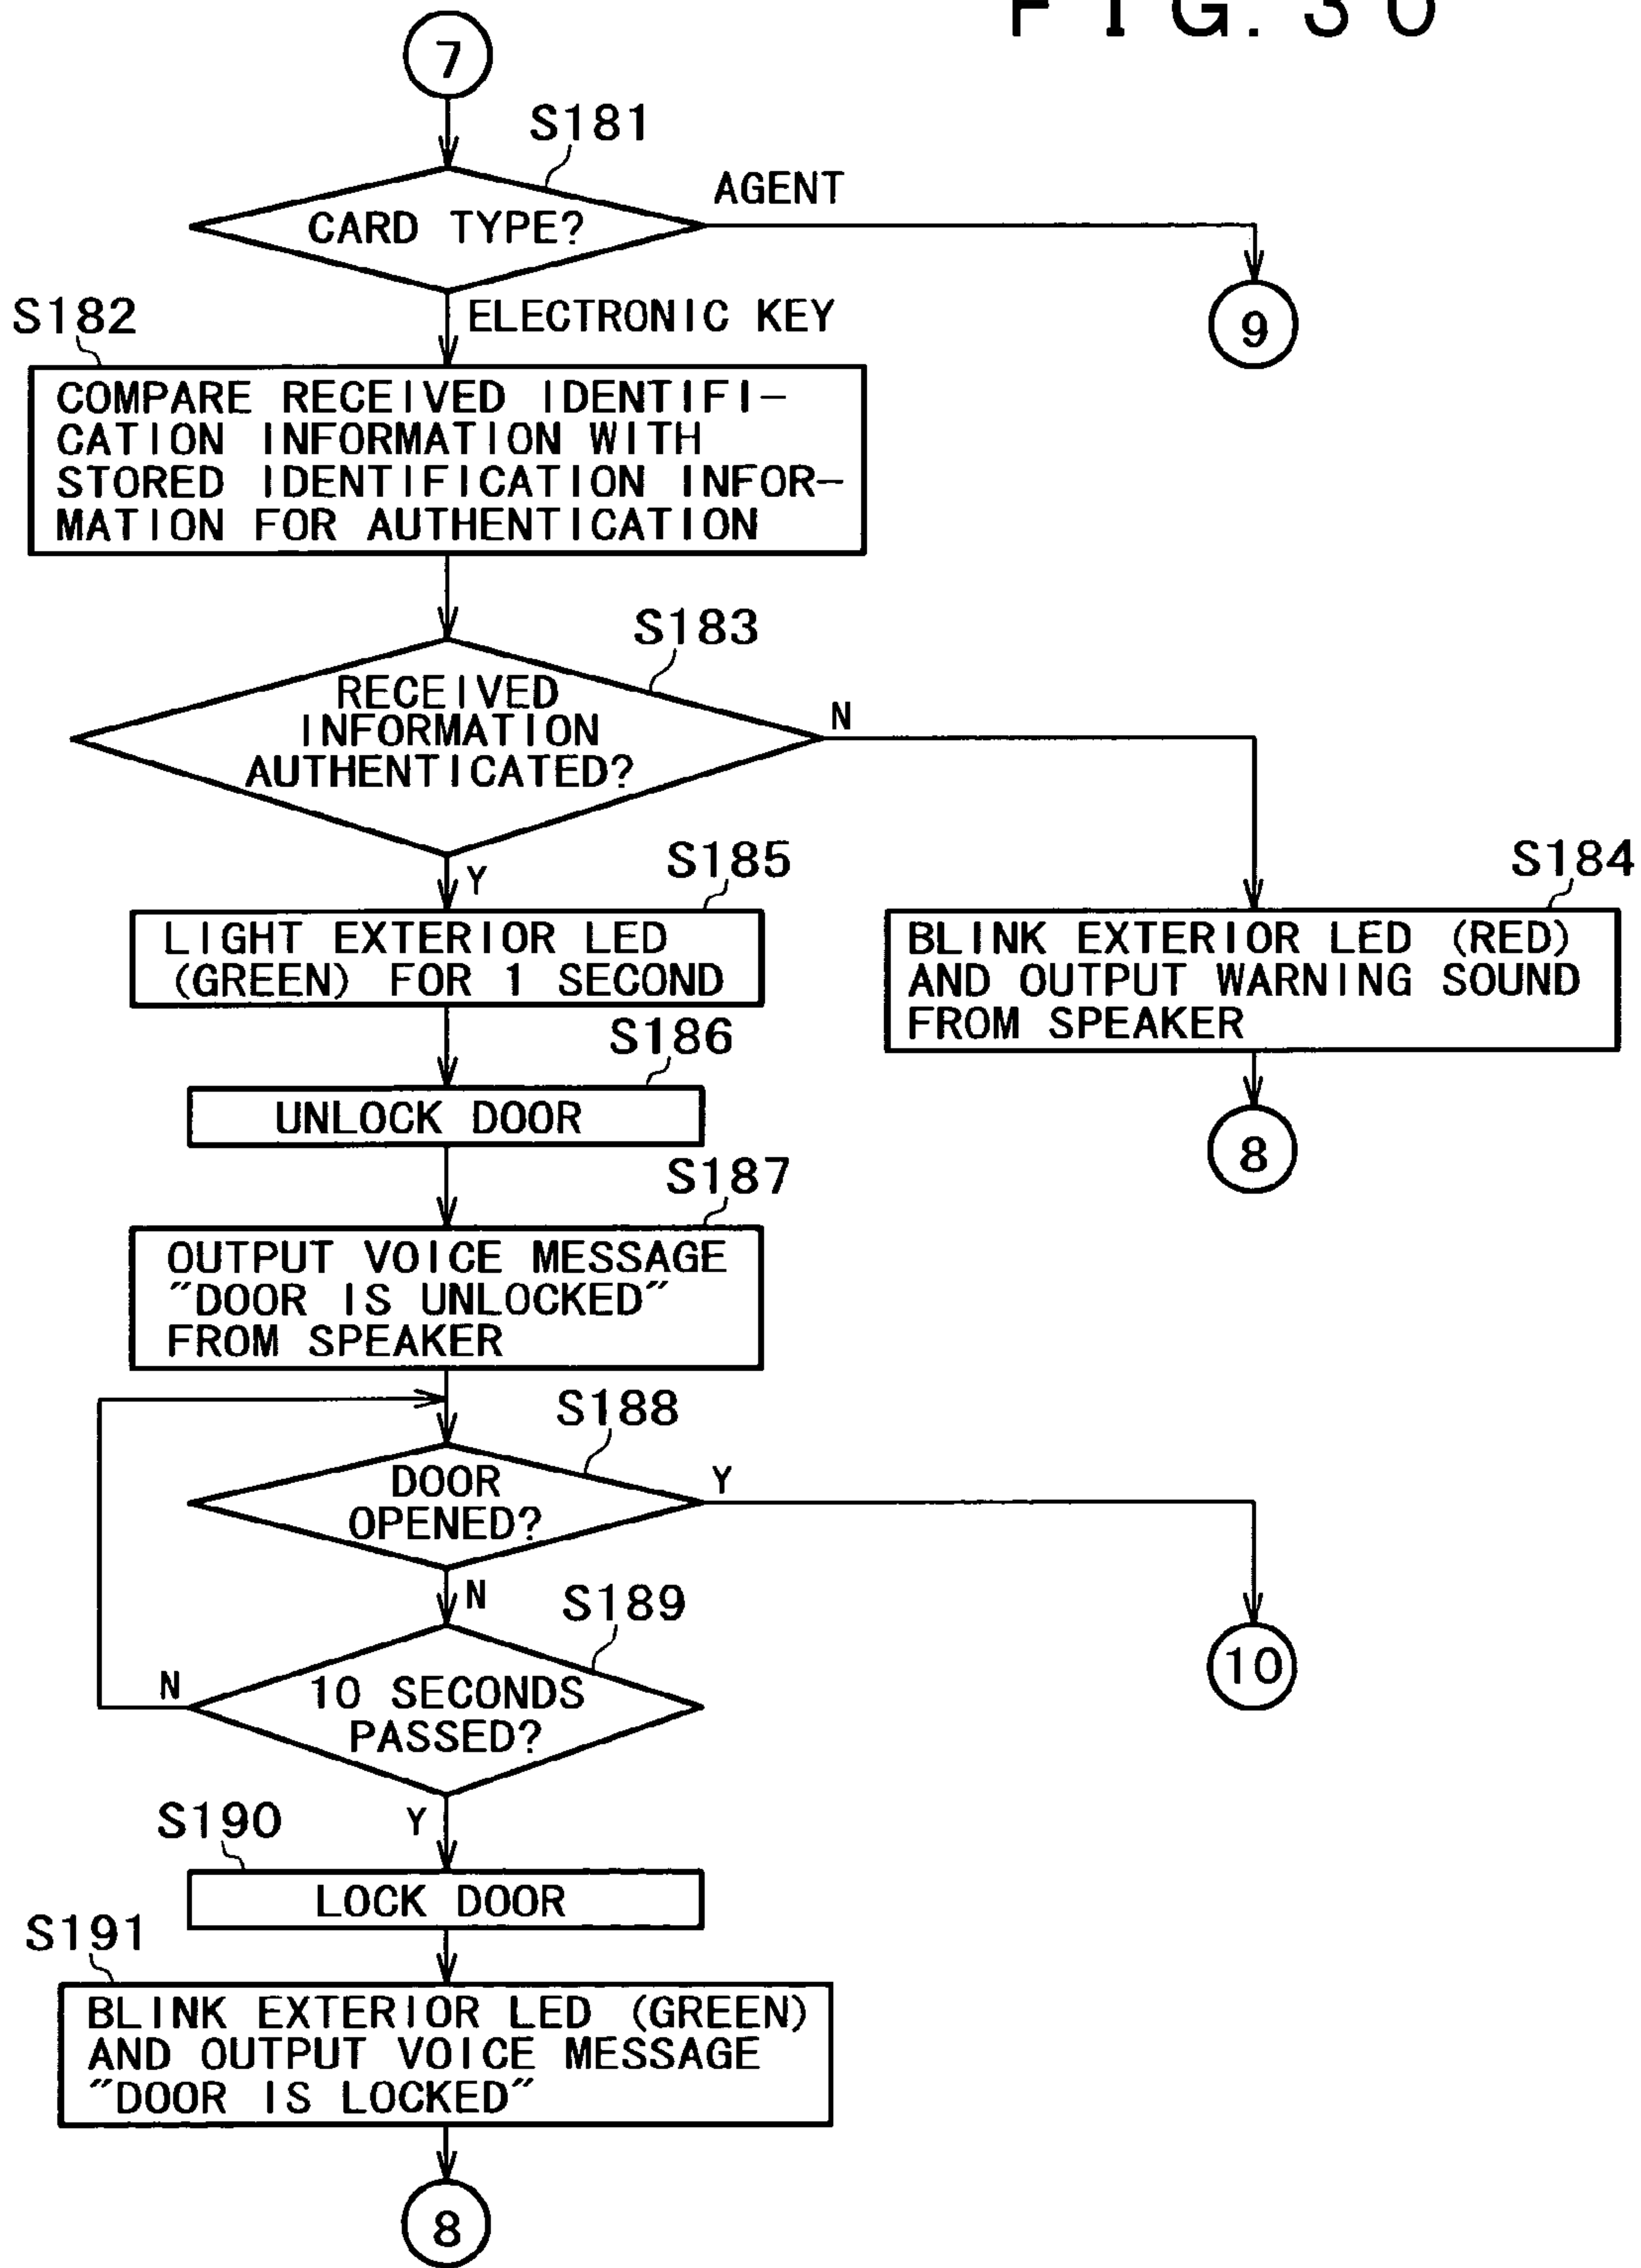 FIG. 30
7
S181
CARD TYPE?
AGENT
9
ELECTRONIC KEY
S182
COMPARE RECEIVED IDENTIFI-
CATION INFORMATION WITH
STORED IDENTIFICATION INFOR-
MATION FOR AUTHENTICATION
S183
RECEIVED
INFORMATION
AUTHENTICATED?
N
Y
S184
BLINK EXTERIOR LED (RED)
AND OUTPUT WARNING SOUND
FROM SPEAKER
8
S185
LIGHT EXTERIOR LED
(GREEN) FOR 1 SECOND
S186
UNLOCK DOOR
S187
OUTPUT VOICE MESSAGE
"DOOR IS UNLOCKED"
FROM SPEAKER
S188
DOOR
OPENED?
Y
10
N
S189
10 SECONDS
PASSED?
N
Y
S190
LOCK DOOR
S191
BLINK EXTERIOR LED (GREEN)
AND OUTPUT VOICE MESSAGE
"DOOR IS LOCKED"
8